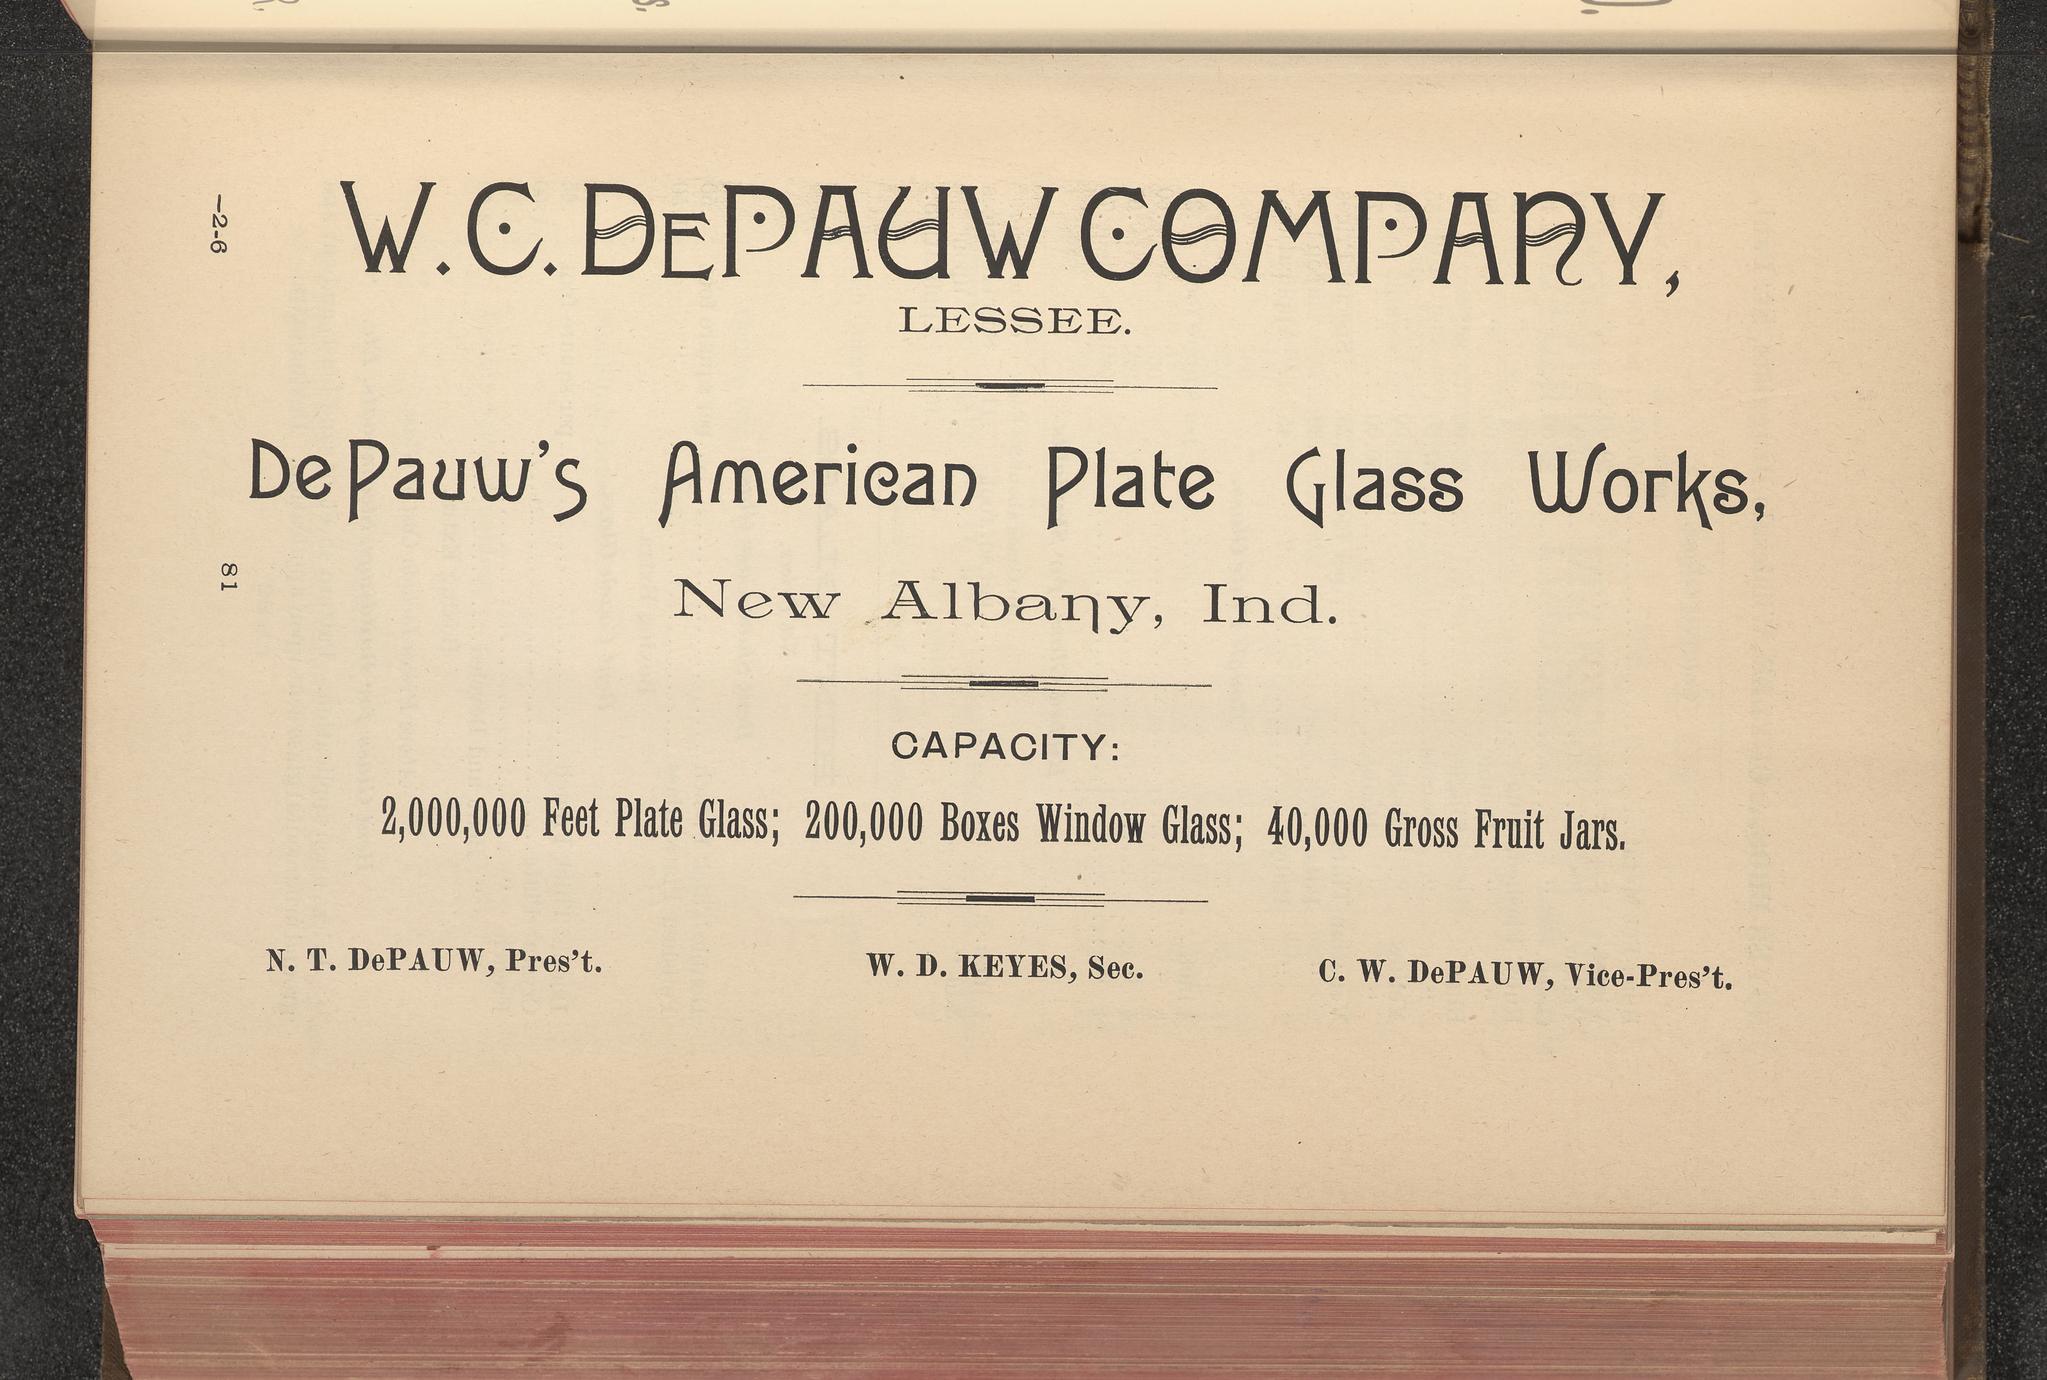 W. C. DePAUW COMPANY,
LESSEE.
DePauw's American Plate Glass Works,
New Albany, Ind.
CAPACITY:
2,000,000 Feet Plate Glass; 200,000 Boxes Window Glass; 40,000 Gross Fruit Jars.
N. T. DePAUW, Pres't. W. D. KEYES, Sec. C. W. DePAUW, Vice-Pres't.
—2-6
81